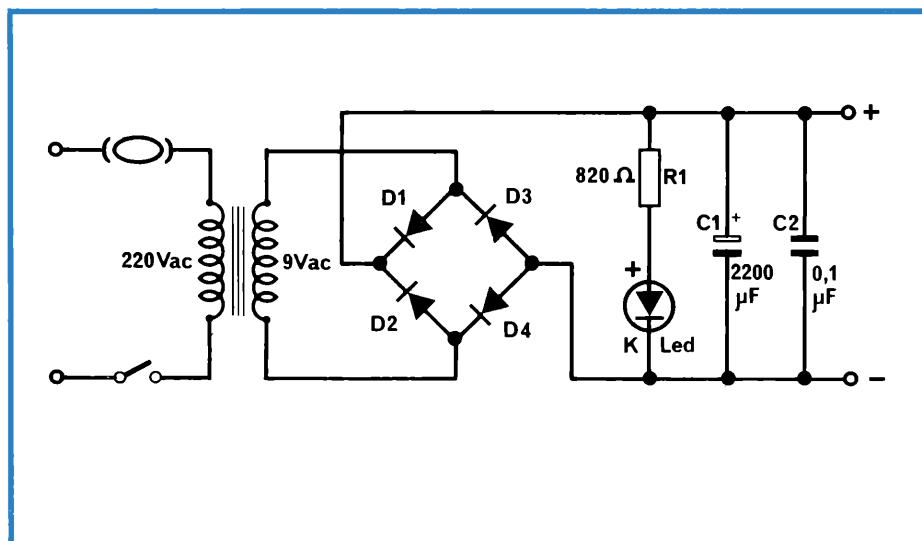 +
820 Ω
R1
D1
D3
C1
+
C2
220Vac
9Vac
+
2200
μF
0,1
μF
D2
D4
K
Led
−